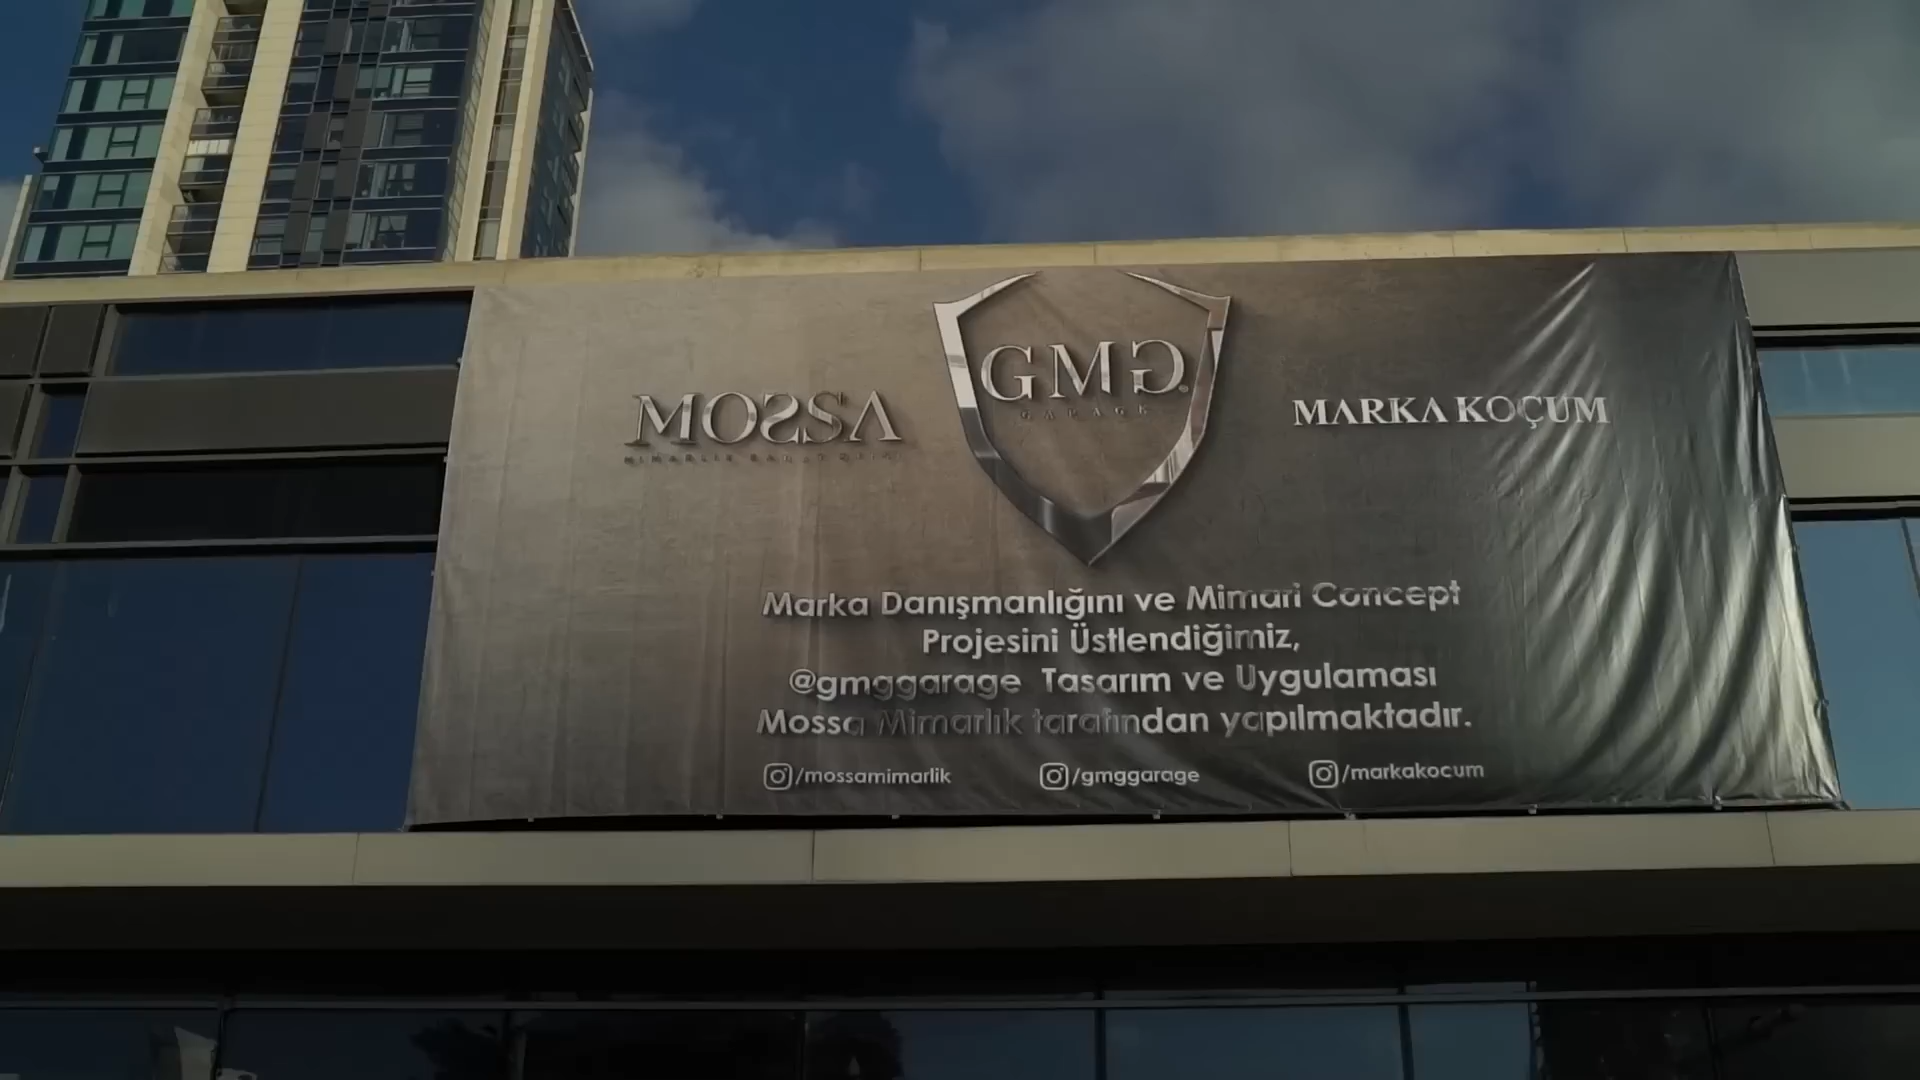 MOSSA
GMG
GARAGE
MARKA KOÇUM
Marka Danışmanlığını ve Mimari Concept
Projesini Üstlendiğimiz,
@gmggarage Tasarım ve Uygulaması
Mossa Mimarlık tarafından yapılmaktadır.
/mossamimarlik
/gmggarage
/markakocum